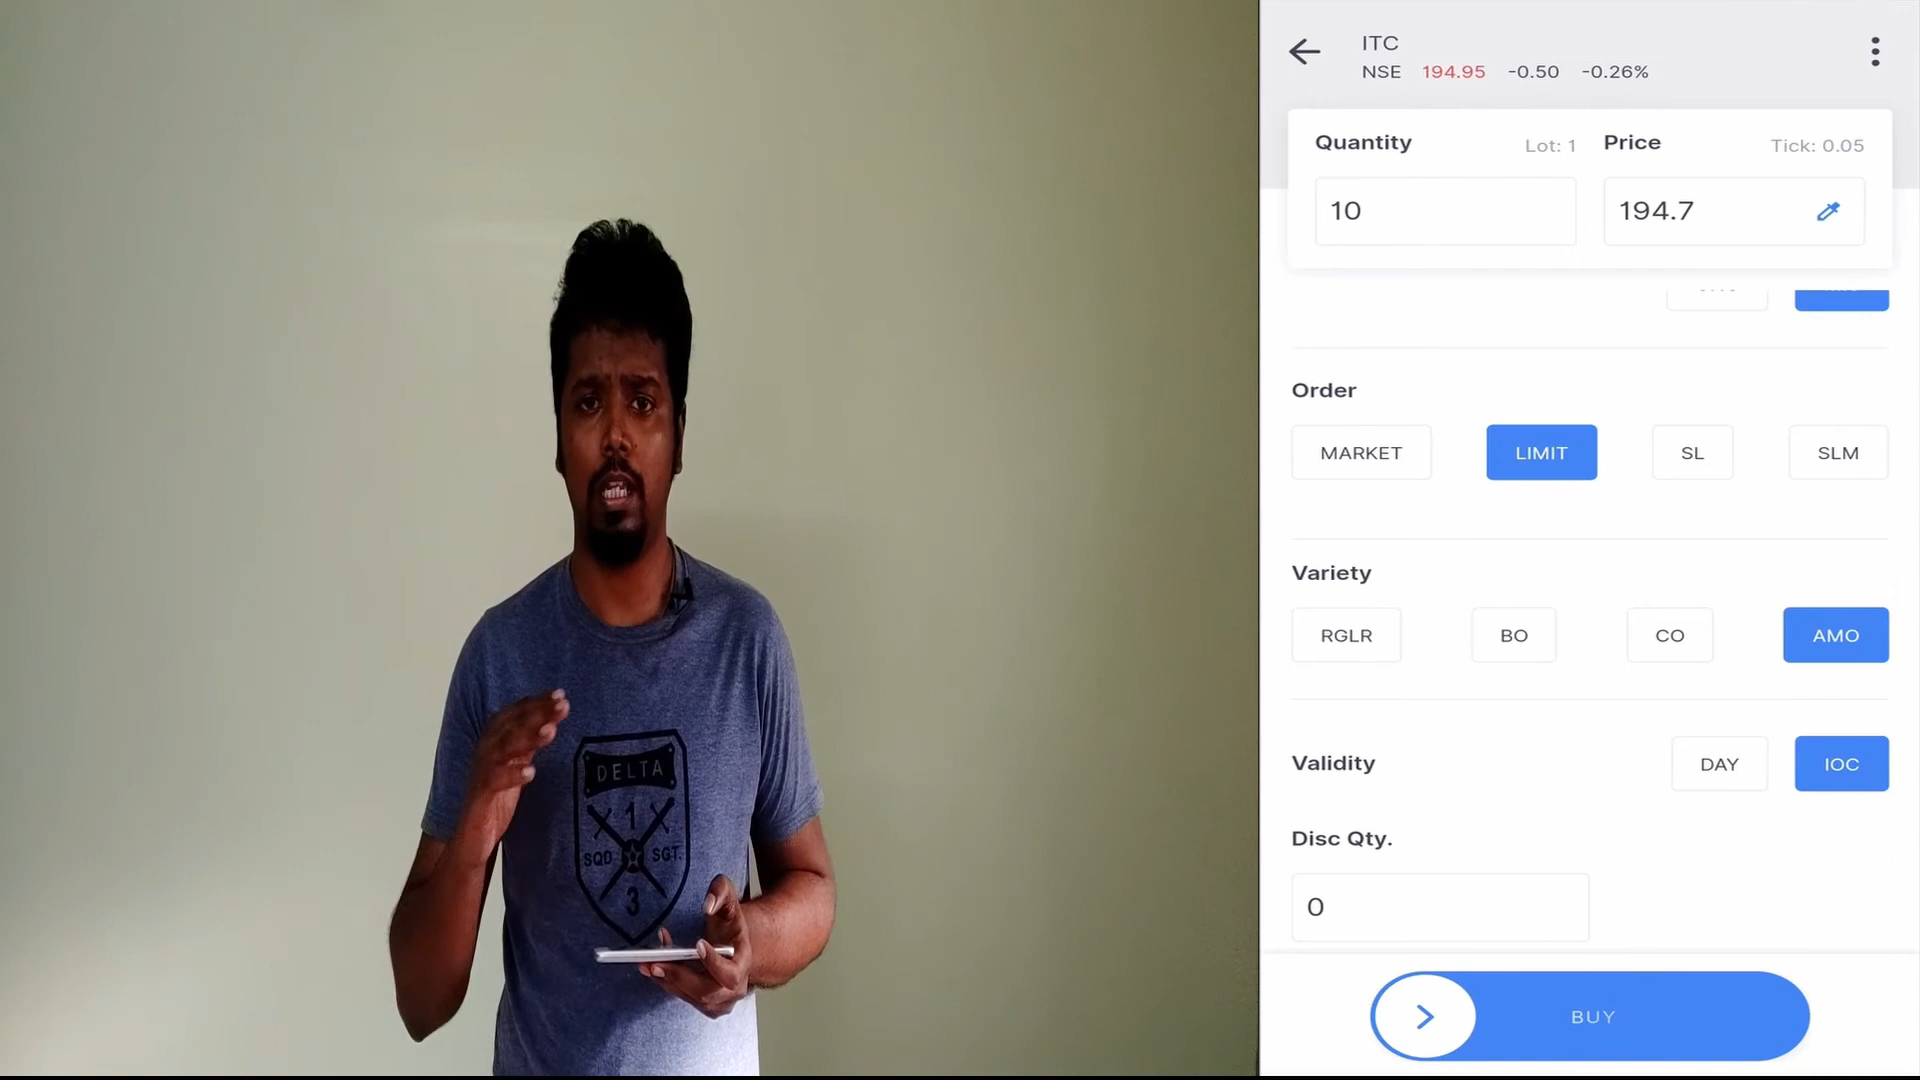 ITC
NSE 194.95 -0.50 -0.26%
Quantity Lot: 1 Price Tick: 0.05
10 194.7
Order
MARKET LIMIT SL SLM
Variety
RGLR BO CO AMO
Validity DAY IOC
Disc Qty.
0
BUY
DELTA
1
SQD SGT.
3